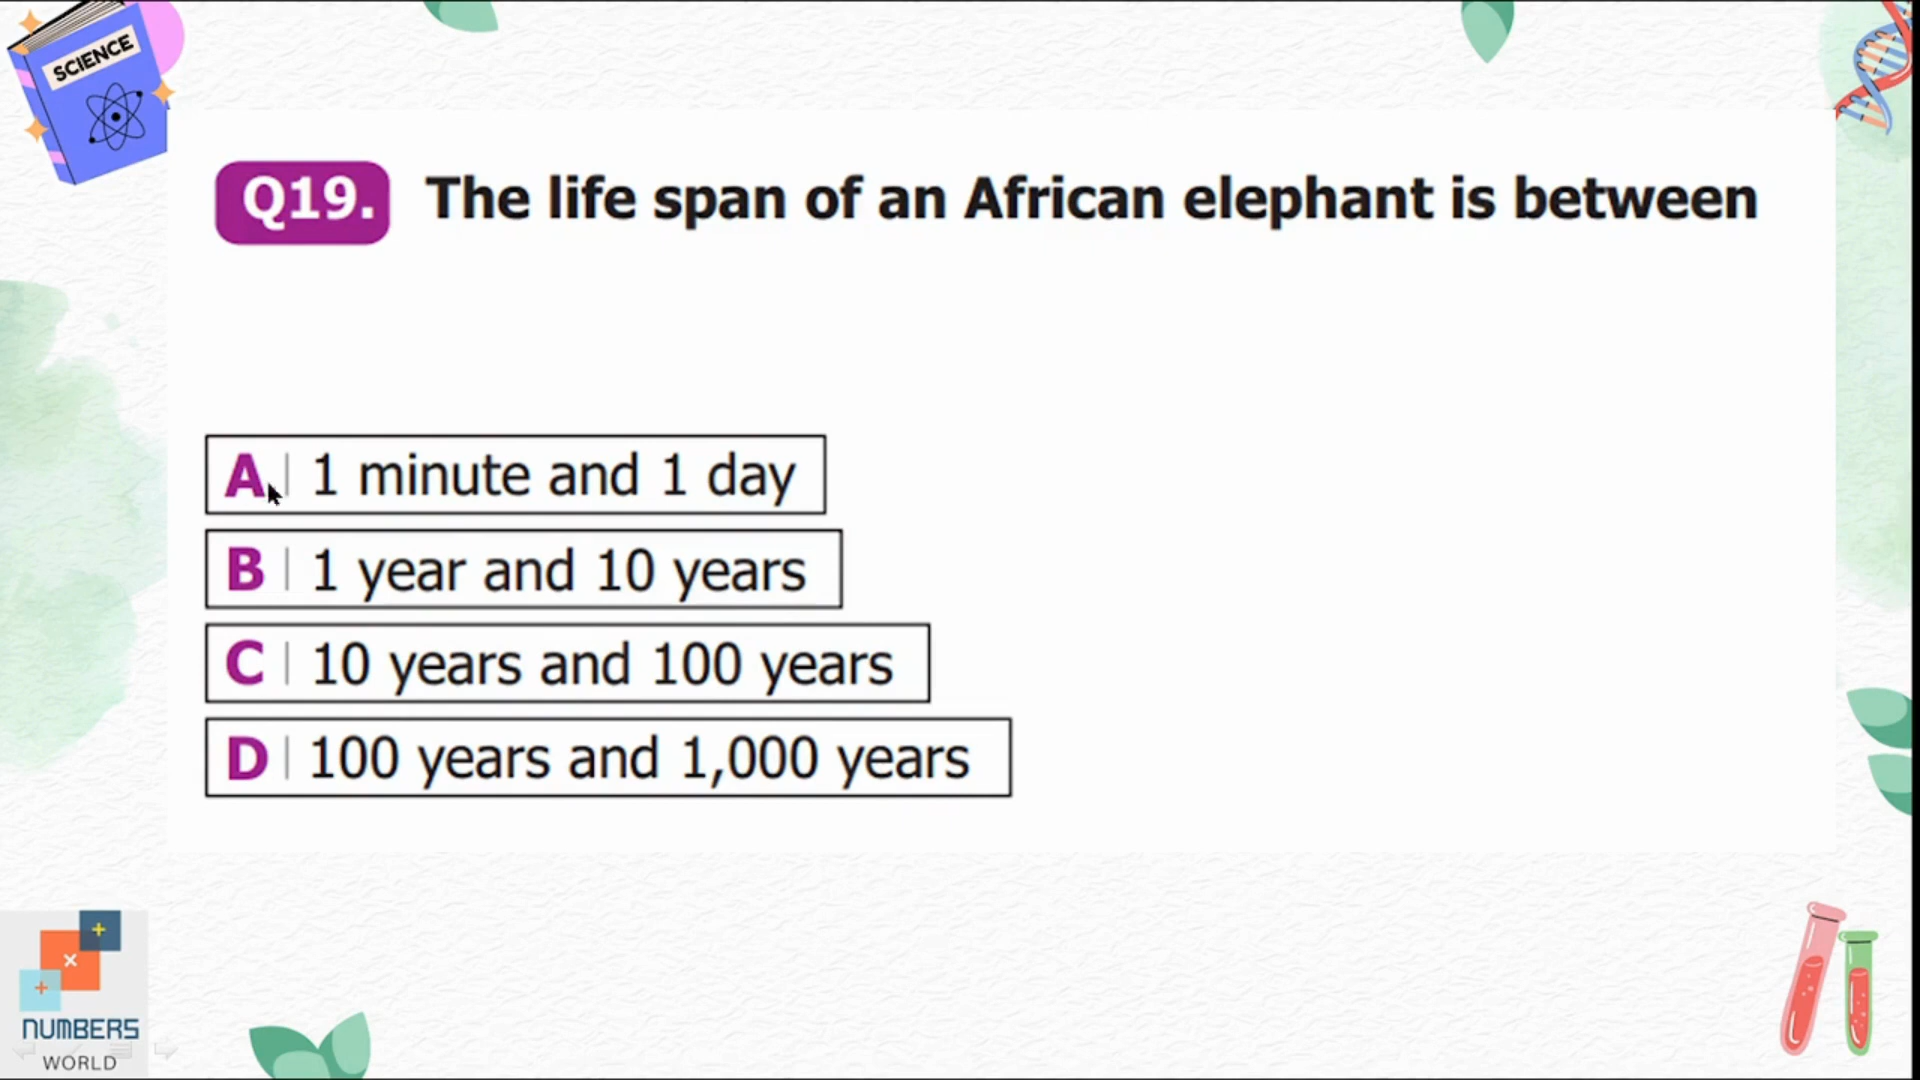 SCIENCE
Q19. The life span of an African elephant is between
A 1 minute and 1 day
B 1 year and 10 years
C 10 years and 100 years
D 100 years and 1,000 years
NUMBERS
WORLD